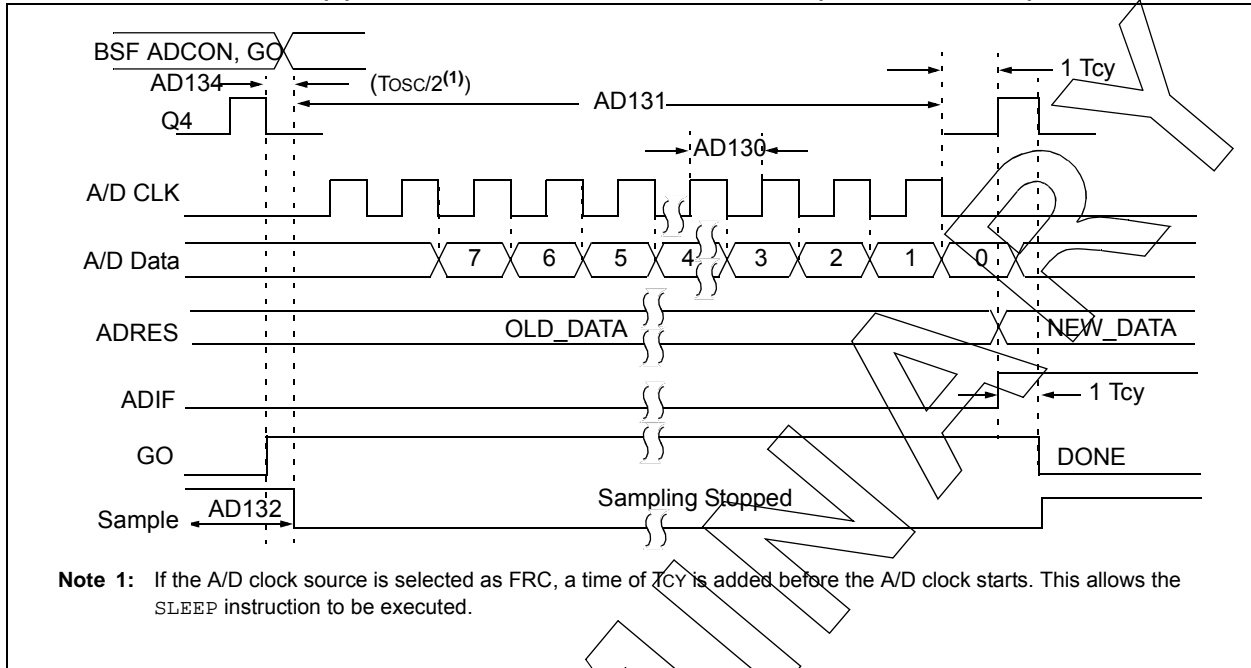 BSF ADCON, GO
AD134
(TOSC/2(1))
1 Tcy
AD131
Q4
AD130
A/D CLK
A/D Data
7 6 5 4 3 2 1 0
ADRES
OLD_DATA
NEW_DATA
ADIF
1 Tcy
GO
DONE
Sampling Stopped
Sample
AD132
Note 1: If the A/D clock source is selected as FRC, a time of TCY is added before the A/D clock starts. This allows the
SLEEP instruction to be executed.